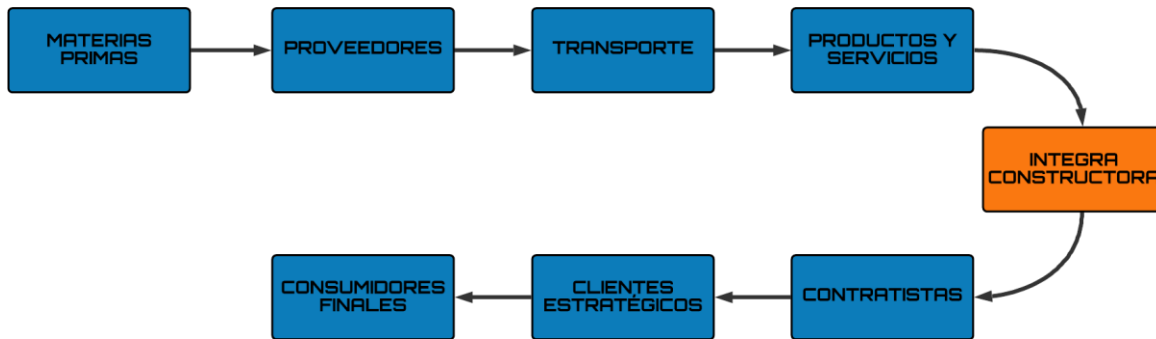 MATERIAS
PRIMAS
PROVEEDORES
TRANSPORTE
PRODUCTOS Y
SERVICIOS
INTEGRA
CONSTRUCTORA
CONTRATISTAS
CLIENTES
ESTRATÉGICOS
CONSUMIDORES
FINALES